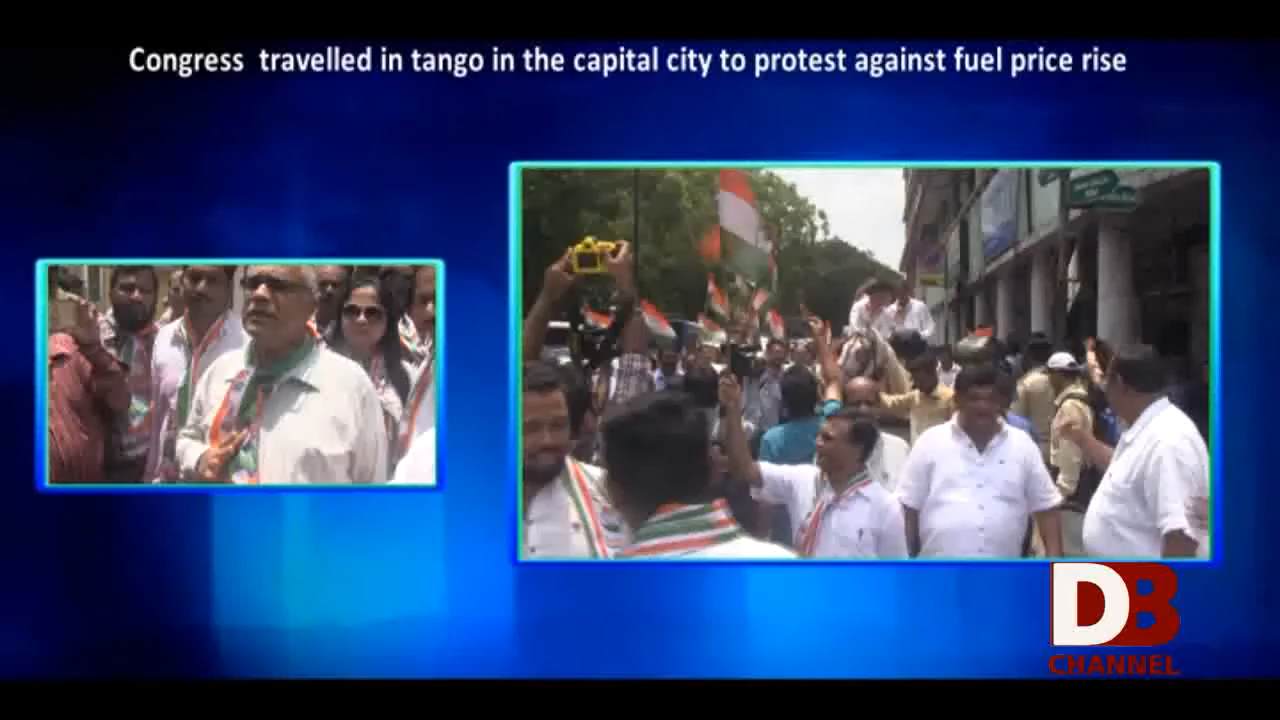 Congress  travelled in tango in the capital city to protest against fuel price rise
DB
CHANNEL